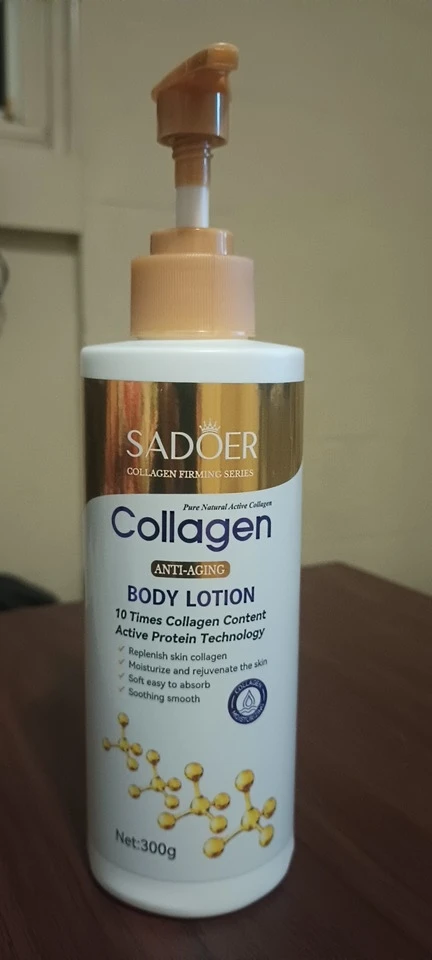 SADOER
COLLAGEN FIRMING SERIES
Pure Natural Active Collagen
Collagen
ANTI-AGING
BODY LOTION
10 Times Collagen Content
Active Protein Technology
✓ Replenish skin collagen
✓ Moisturize and rejuvenate the skin
✓ Soft easy to absorb
✓ Soothing smooth
COLLAGEN
Net:300g